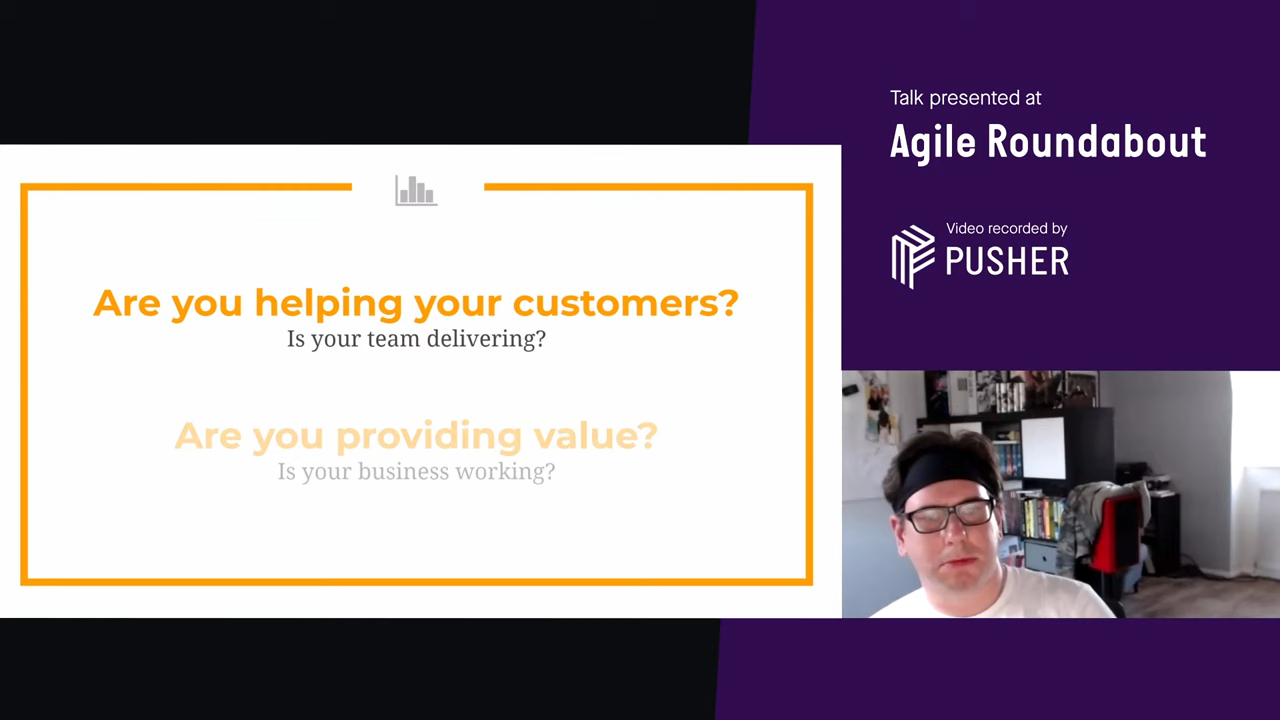 Talk presented at
Agile Roundabout
Video recorded by
PUSHER
Are you helping your customers?
Is your team delivering?
Are you providing value?
Is your business working?